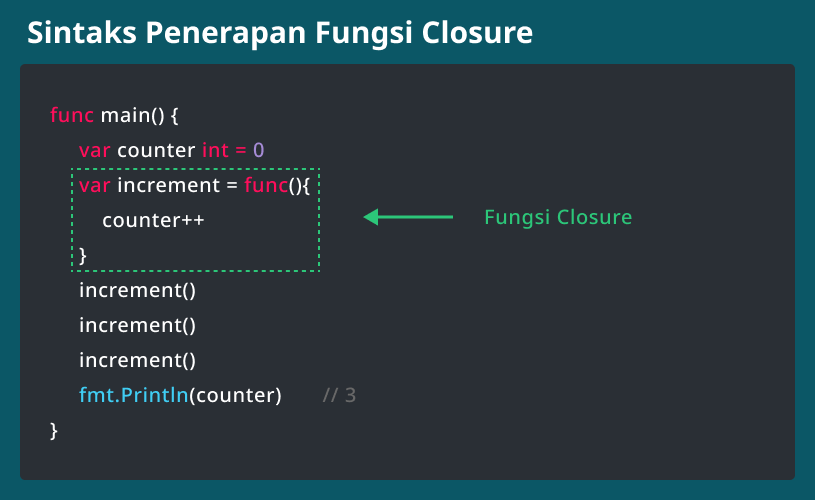 Sintaks Penerapan Fungsi Closure
func main() {
var counter int = 0
var increment = func(){
counter++
}
Fungsi Closure
increment()
increment()
increment()
fmt.Println(counter) // 3
}